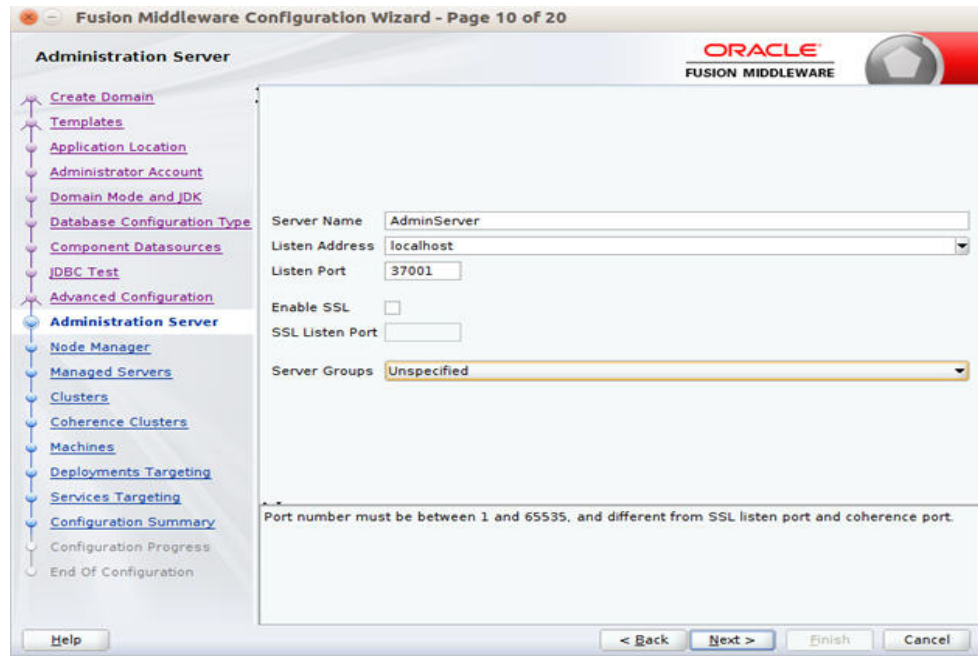 Fusion Middleware Configuration Wizard - Page 10 of 20
Administration Server
ORACLE
FUSION MIDDLEWARE
Create Domain
Templates
Application Location
Administrator Account
Domain Mode and JDK
Database Configuration Type
Component Datasources
JDBC Test
Advanced Configuration
Administration Server
Node Manager
Managed Servers
Clusters
Coherence Clusters
Machines
Deployments Targeting
Services Targeting
Configuration Summary
Configuration Progress
End Of Configuration
Server Name AdminServer
Listen Address localhost
Listen Port 37001
Enable SSL
SSL Listen Port
Server Groups Unspecified
Port number must be between 1 and 65535, and different from SSL listen port and coherence port.
Help < Back Next > Finish Cancel